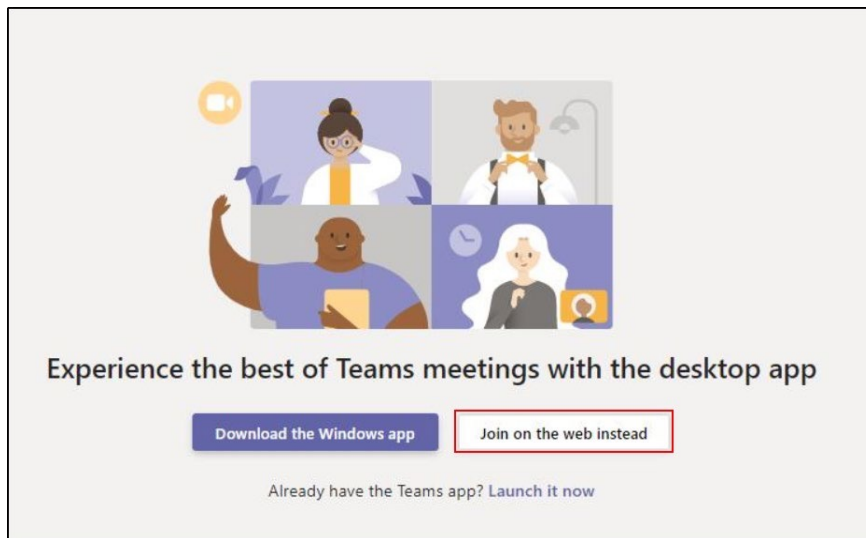 Experience the best of Teams meetings with the desktop app
Download the Windows app
Join on the web instead
Already have the Teams app? Launch it now